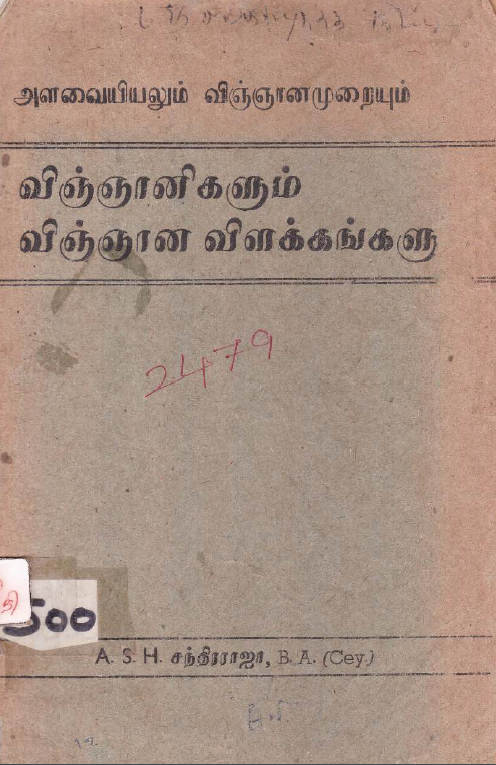 அளவையியலும் விஞ்ஞானமுறையும்
விஞ்ஞானிகளும்
விஞ்ஞான விளக்கங்களு
2479
500
A. S. H. சந்திரராஜா, B. A. (Cey.)